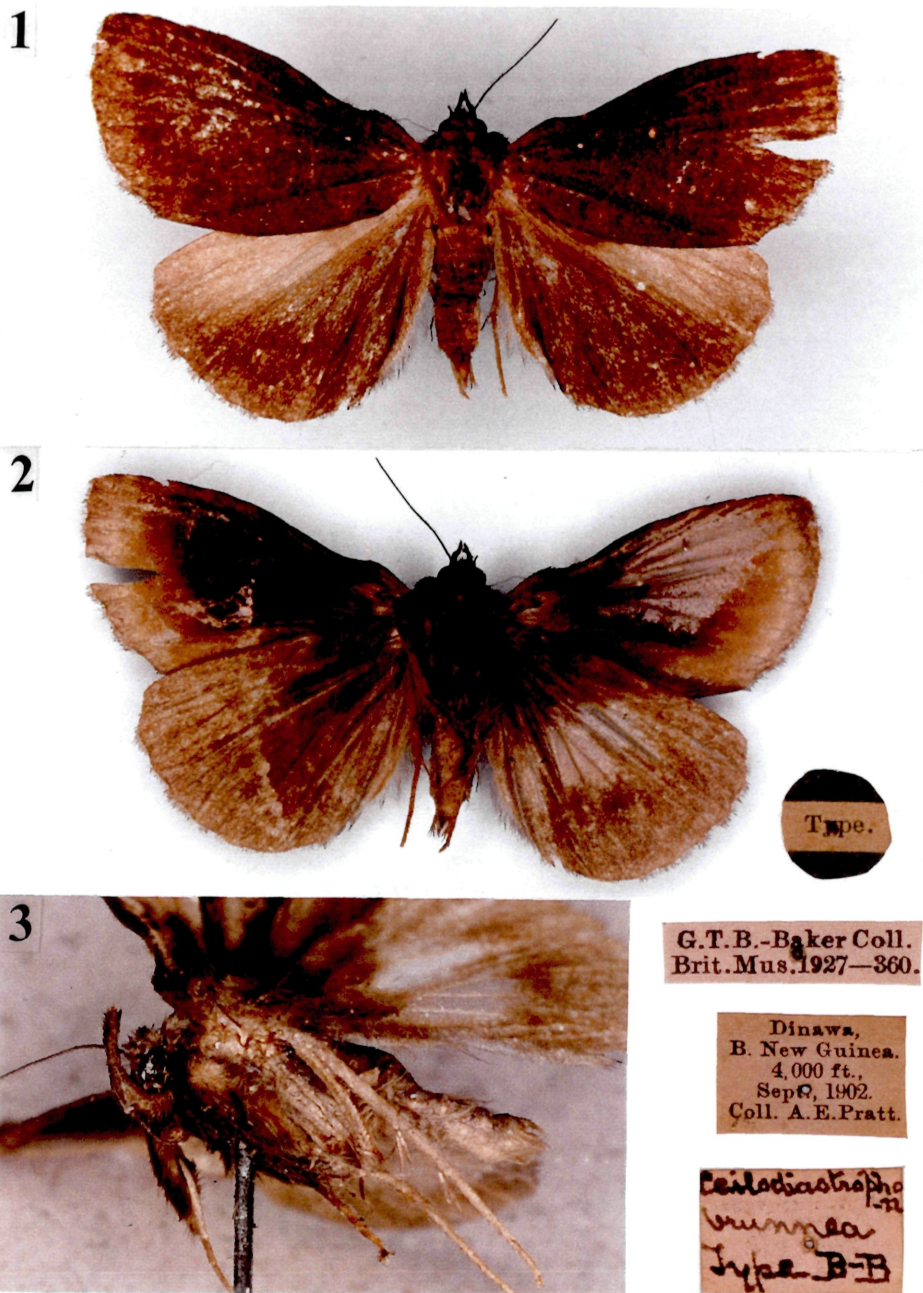 1
2
Type.
3
G.T.B.-Baker Coll.
Brit.Mus.1927—360.
Dinawa,
B. New Guinea.
4,000 ft.,
Sept, 1902.
Coll. A.E.Pratt.
brunnea
Type B-B